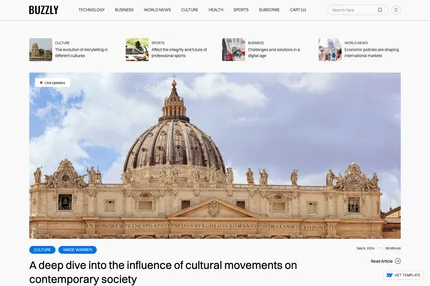 BUZZLY
TECHNOLOGY BUSINESS WORLD NEWS CULTURE HEALTH SPORTS SUBSCRIBE CART (0)
Search Here
CULTURE
The evolution of storytelling in
different cultures
SPORTS
Affect the integrity and future of
professional sports
BUSINESS
Challenges and solutions in a
digital age
WORLD NEWS
Economic policies are shaping
international markets
Live Updates
CULTURE
WADE WARREN
Sep 9, 2024
A deep dive into the influence of cultural movements on
contemporary society
Read Article
GET TEMPLATE